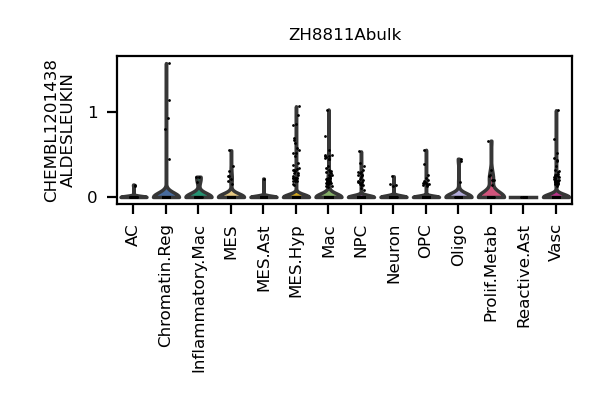 ZH8811Abulk
CHEMBL1201438
ALDESLEUKIN
1
0
AC
Chromatin.Reg
Inflammatory.Mac
MES
MES.Ast
MES.Hyp
Mac
NPC
Neuron
OPC
Oligo
Prolif.Metab
Reactive.Ast
Vasc